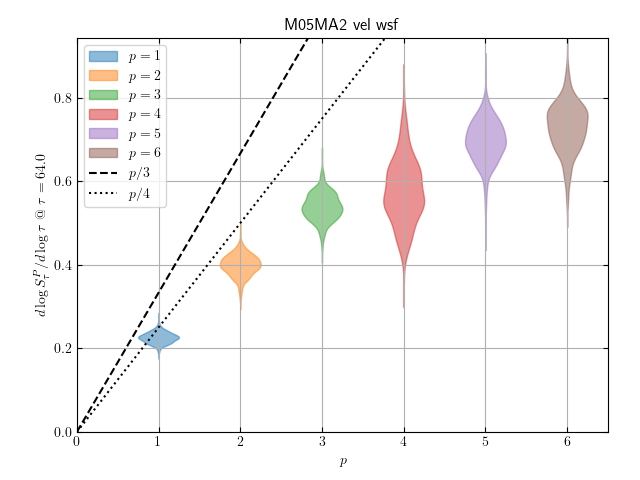 M05MA2 vel wsf
p = 1
p = 2
p = 3
p = 4
p = 5
p = 6
p/3
p/4
d log S_τ^P / d log τ @ τ = 64.0
0.8
0.6
0.4
0.2
0.0
0 1 2 3 4 5 6
p